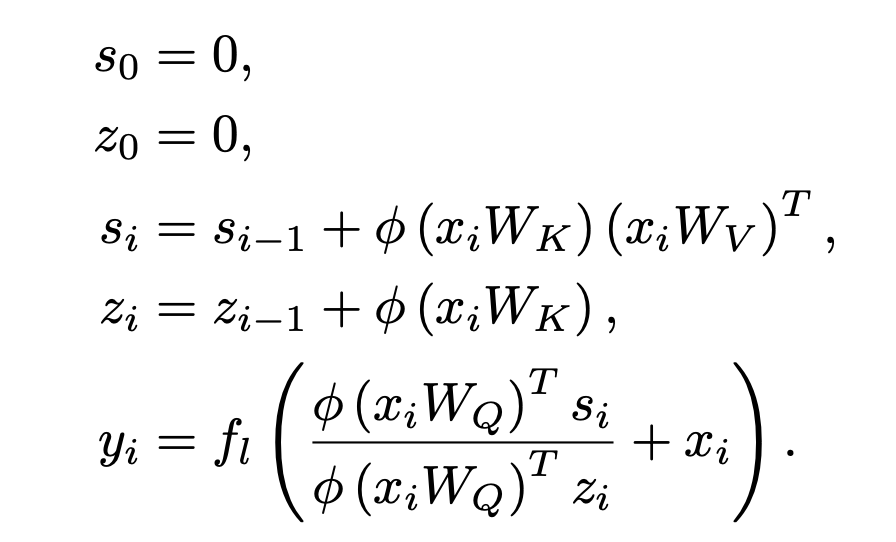 s_0 = 0,
z_0 = 0,
s_i = s_{i-1} + \phi (x_i W_K) (x_i W_V)^T ,
z_i = z_{i-1} + \phi (x_i W_K) ,
y_i = f_l \left( \frac{\phi (x_i W_Q)^T s_i}{\phi (x_i W_Q)^T z_i} + x_i \right) .